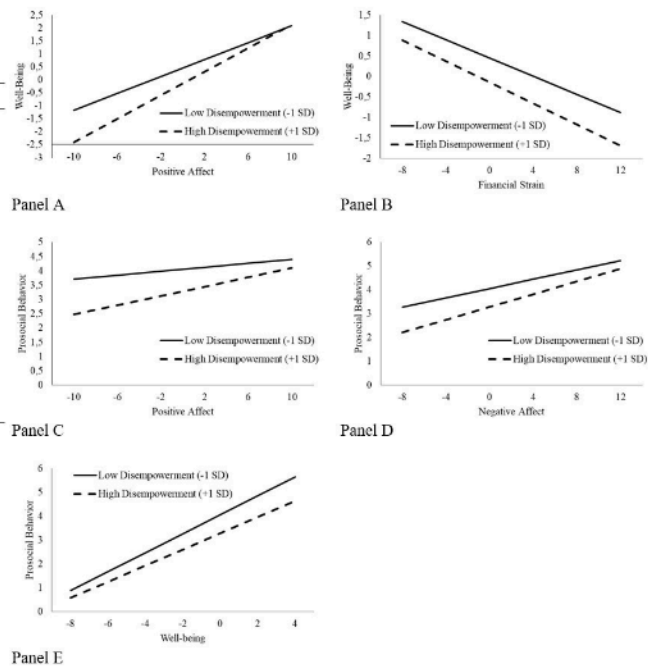 2,5
2
1,5
1
0,5
0
-0,5
-1
-1,5
-2
-2,5
-3
Well-Being
Low Disempowerment (-1 SD)
High Disempowerment (+1 SD)
-10 -6 -2 2 6 10
Positive Affect
Panel A
1,5
1
0,5
0
-0,5
-1
-1,5
-2
Well-Being
Low Disempowerment (-1 SD)
High Disempowerment (+1 SD)
-8 -4 0 4 8 12
Financial Strain
Panel B
5
4,5
4
3,5
3
2,5
2
1,5
1
0,5
0
Prosocial Behavior
Low Disempowerment (-1 SD)
High Disempowerment (+1 SD)
-10 -6 -2 2 6 10
Positive Affect
Panel C
6
5
4
3
2
1
0
Prosocial Behavior
Low Disempowerment (-1 SD)
High Disempowerment (+1 SD)
-8 -4 0 4 8 12
Negative Affect
Panel D
6
5
4
3
2
1
0
Prosocial Behavior
Low Disempowerment (-1 SD)
High Disempowerment (+1 SD)
-8 -6 -4 -2 0 2 4
Well-being
Panel E